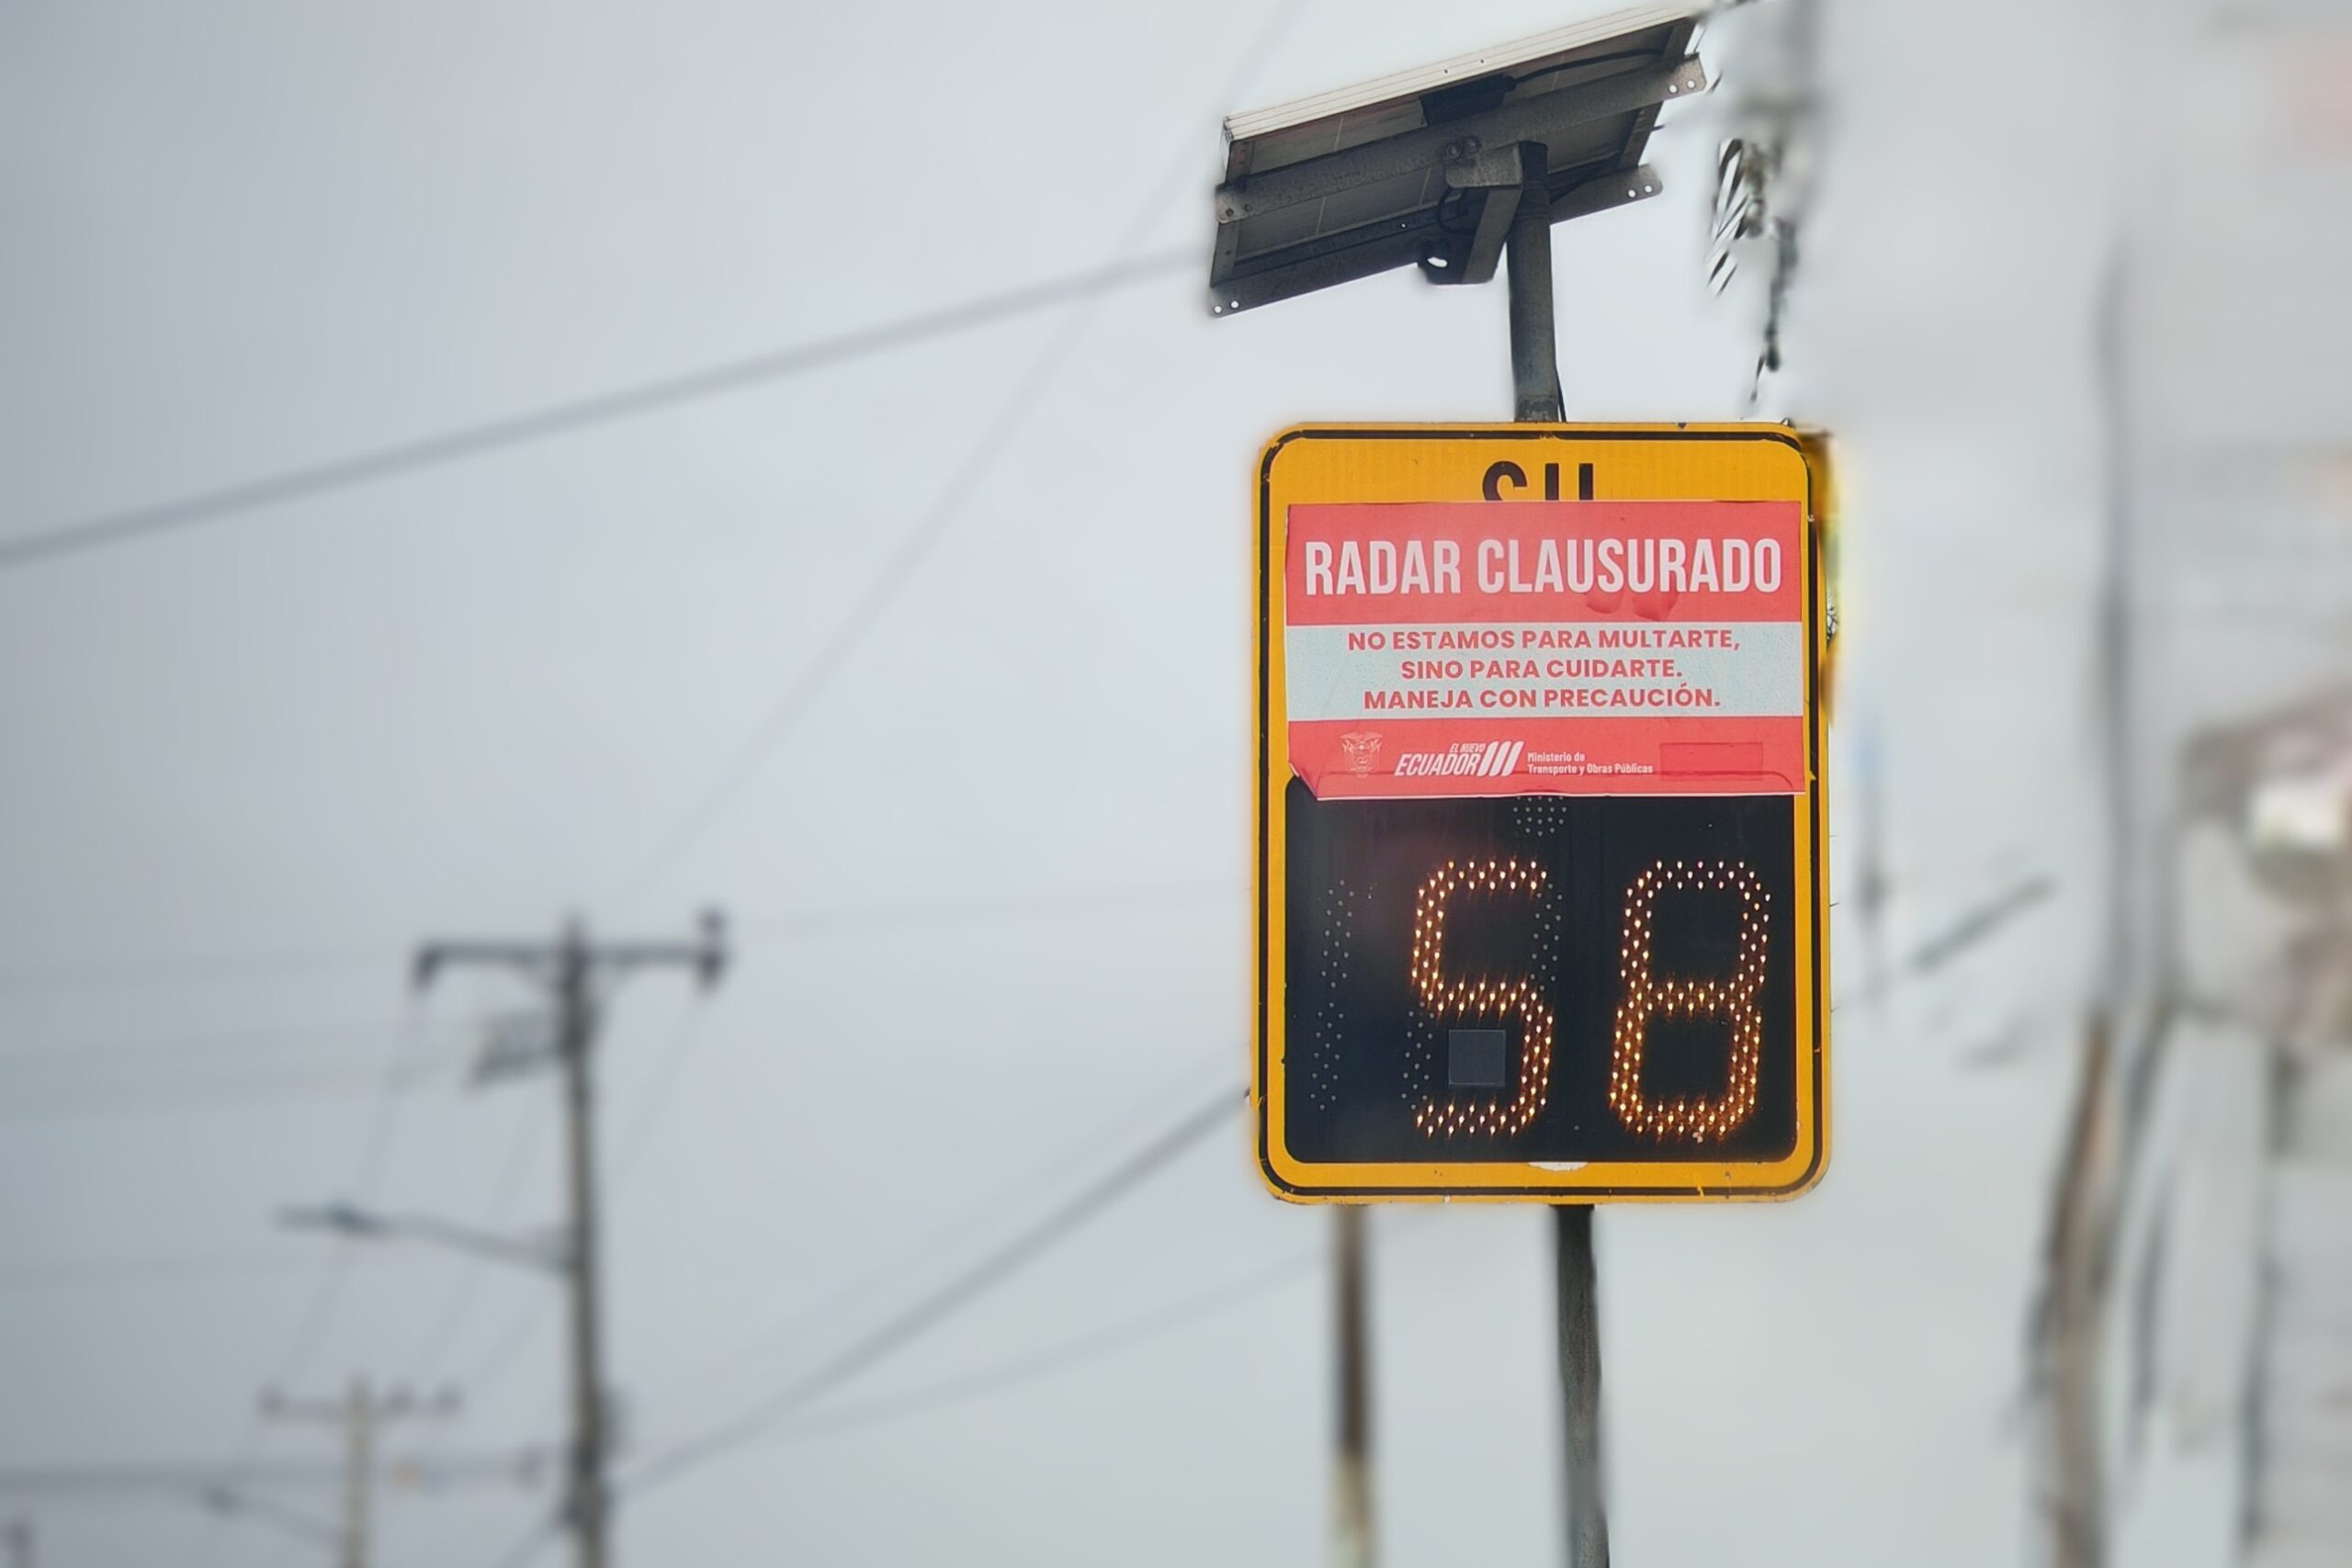 SU
RADAR CLAUSURADO
NO ESTAMOS PARA MULTARTE,
SINO PARA CUIDARTE.
MANEJA CON PRECAUCIÓN.
EL NUEVO
ECUADOR
Ministerio de
Transporte y Obras Públicas
58